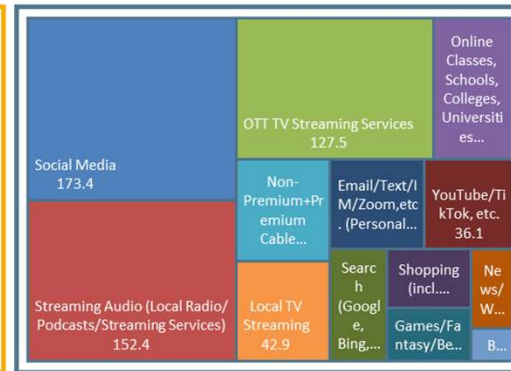 Social Media
173.4
Streaming Audio (Local Radio/
Podcasts/Streaming Services)
152.4
OTT TV Streaming Services
127.5
Online
Classes,
Schools,
Colleges,
Universiti
es...
Non-
Premium+Pr
emium
Cable...
Local TV
Streaming
42.9
Email/Text/I
M/Zoom,etc
. (Personal...
YouTube/Ti
kTok, etc.
36.1
Searc
h
(Googl
e,
Bing,...
Shopping
(incl....
Games/Fa
ntasy/Be...
Ne
ws/
W...
B...